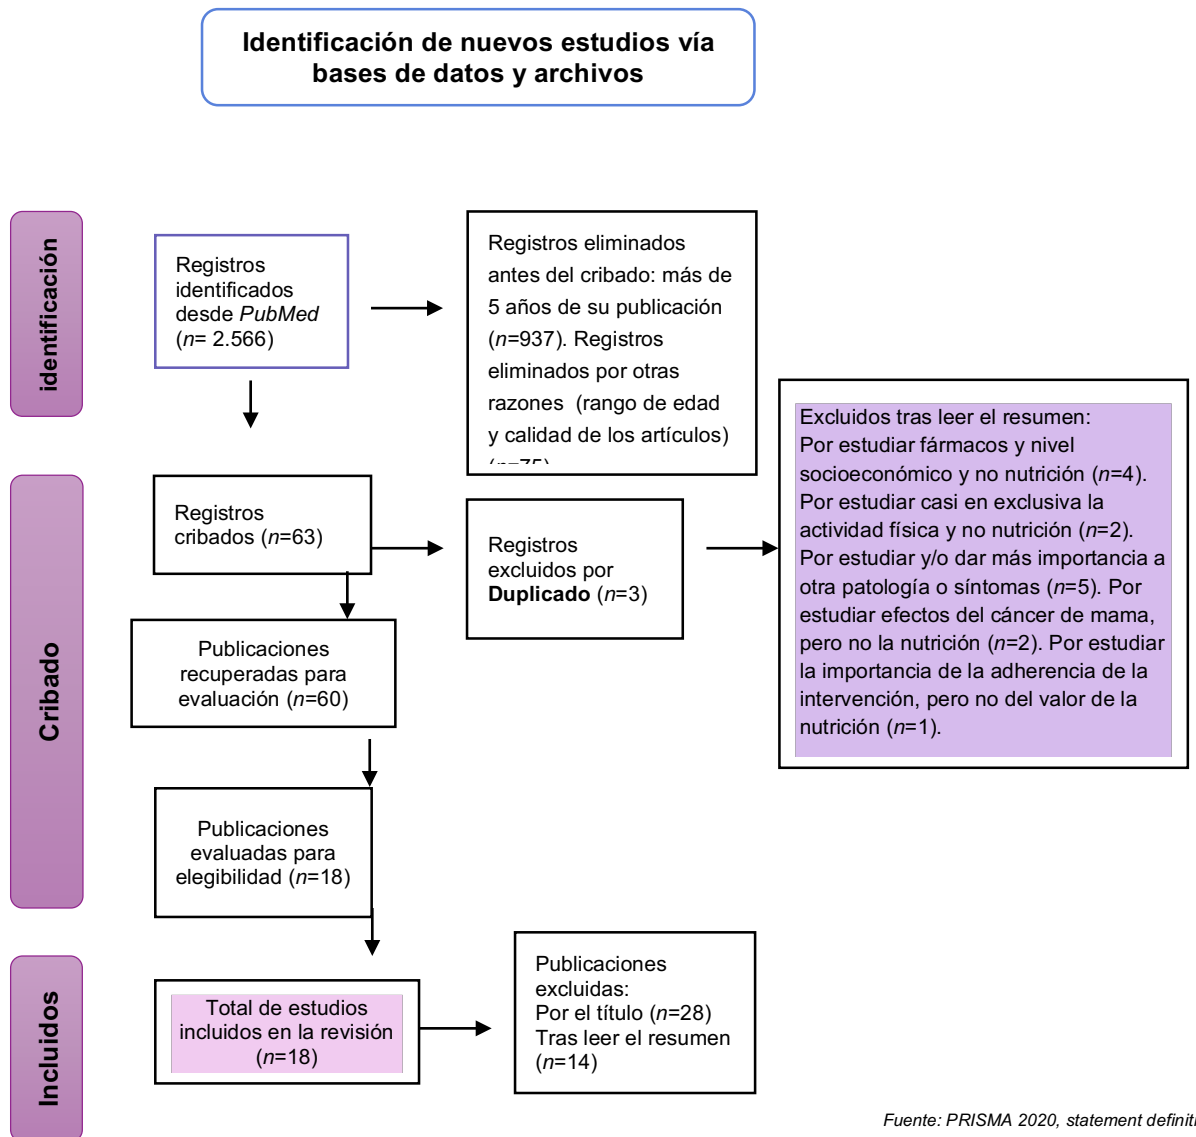 Identificación de nuevos estudios vía
bases de datos y archivos
identificación
Registros
identificados
desde PubMed
(n= 2.566)
Registros eliminados
antes del cribado: más de
5 años de su publicación
(n=937). Registros
eliminados por otras
razones (rango de edad
y calidad de los artículos)
Cribado
Registros
cribados (n=63)
Registros
excluidos por
Duplicado (n=3)
Excluidos tras leer el resumen:
Por estudiar fármacos y nivel
socioeconómico y no nutrición (n=4).
Por estudiar casi en exclusiva la
actividad física y no nutrición (n=2).
Por estudiar y/o dar más importancia a
otra patología o síntomas (n=5). Por
estudiar efectos del cáncer de mama,
pero no la nutrición (n=2). Por estudiar
la importancia de la adherencia de la
intervención, pero no del valor de la
nutrición (n=1).
Publicaciones
recuperadas para
evaluación (n=60)
Publicaciones
evaluadas para
elegibilidad (n=18)
Incluidos
Total de estudios
incluidos en la revisión
(n=18)
Publicaciones
excluidas:
Por el título (n=28)
Tras leer el resumen
(n=14)
Fuente: PRISMA 2020, statement definiti